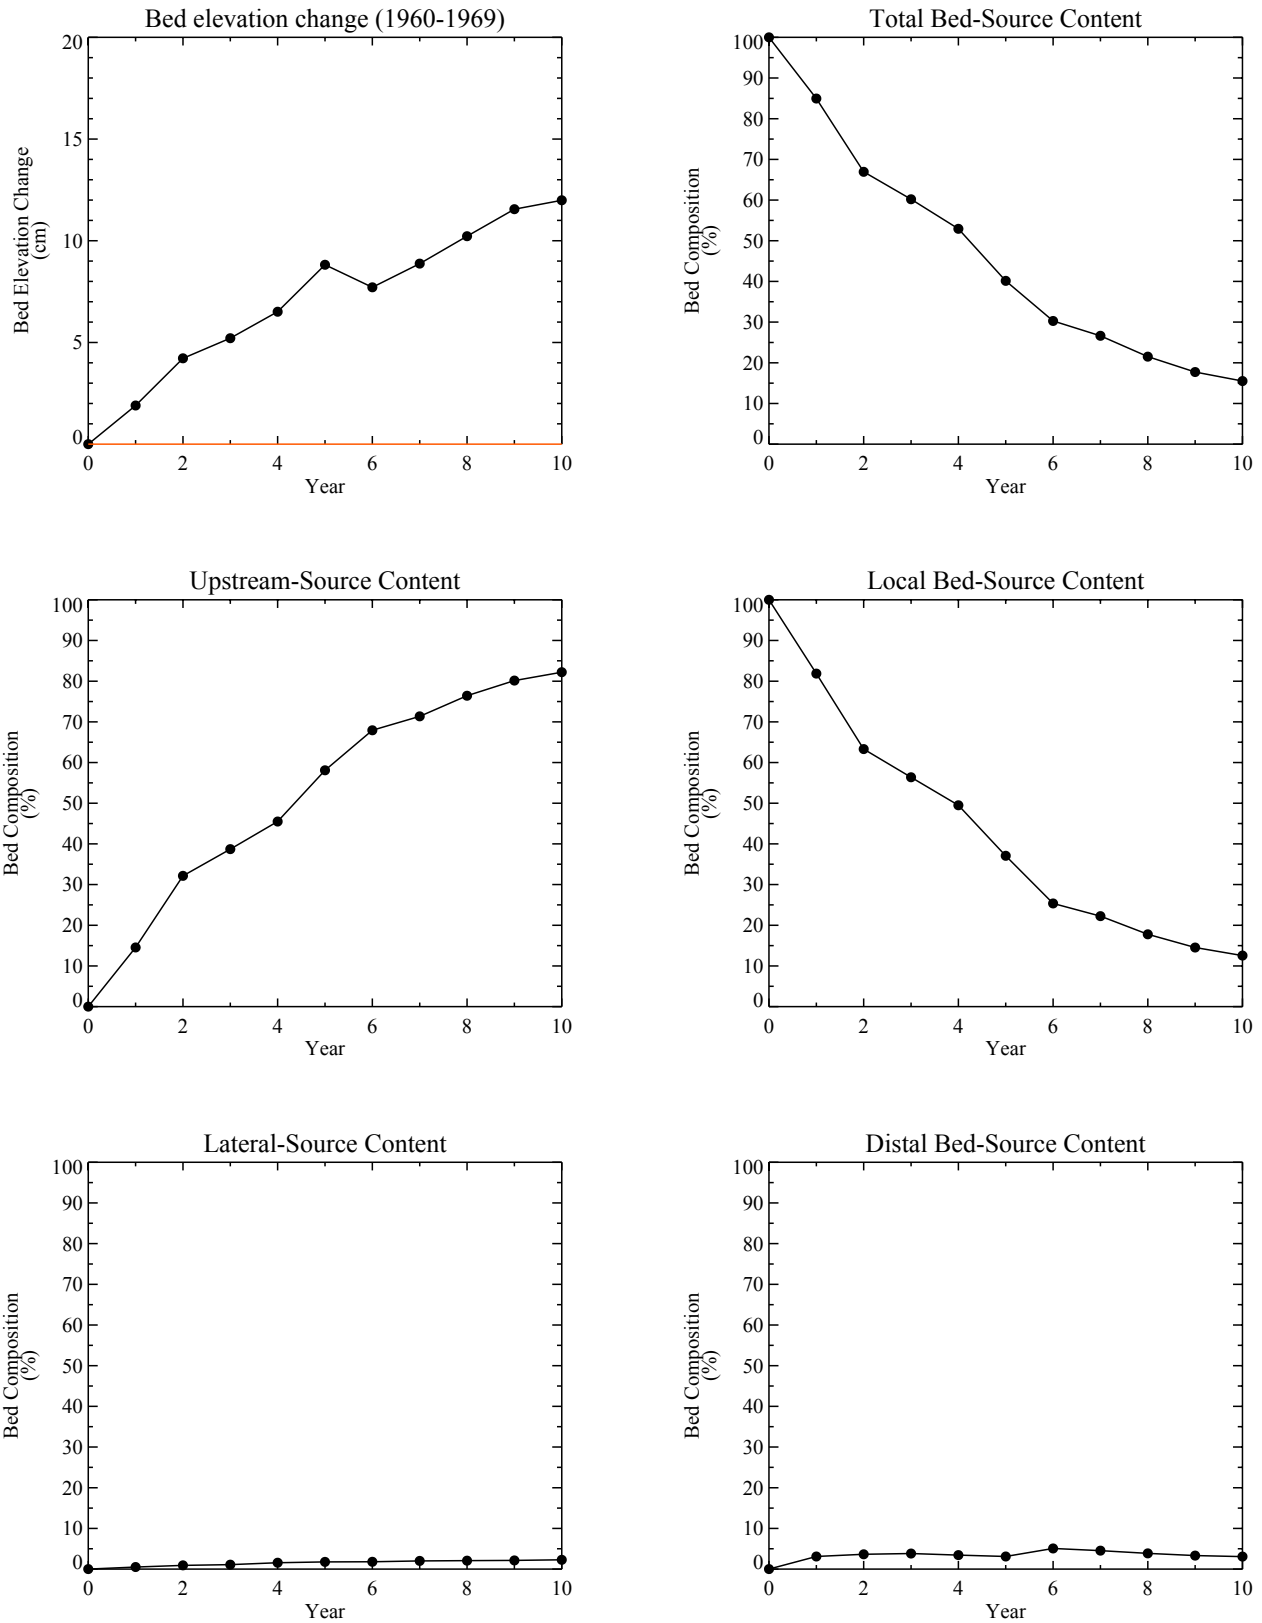 Bed elevation change (1960-1969)
20
15
10
5
0
Bed Elevation Change
(cm)
0 2 4 6 8 10
Year
Total Bed-Source Content
100
90
80
70
60
50
40
30
20
10
0
Bed Composition
(%)
0 2 4 6 8 10
Year
Upstream-Source Content
100
90
80
70
60
50
40
30
20
10
0
Bed Composition
(%)
0 2 4 6 8 10
Year
Local Bed-Source Content
100
90
80
70
60
50
40
30
20
10
0
Bed Composition
(%)
0 2 4 6 8 10
Year
Lateral-Source Content
100
90
80
70
60
50
40
30
20
10
0
Bed Composition
(%)
0 2 4 6 8 10
Year
Distal Bed-Source Content
100
90
80
70
60
50
40
30
20
10
0
Bed Composition
(%)
0 2 4 6 8 10
Year